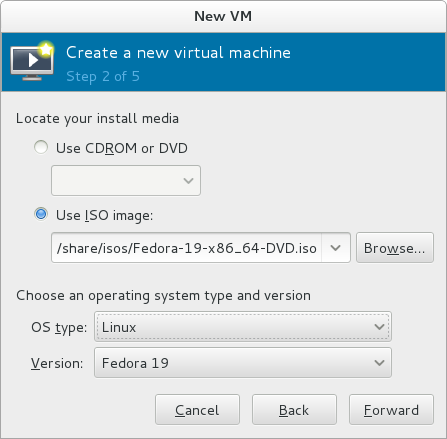 New VM
Create a new virtual machine
Step 2 of 5
Locate your install media
Use CDROM or DVD
Use ISO image:
/share/isos/Fedora-19-x86_64-DVD.iso
Browse...
Choose an operating system type and version
OS type: Linux
Version: Fedora 19
Cancel Back Forward